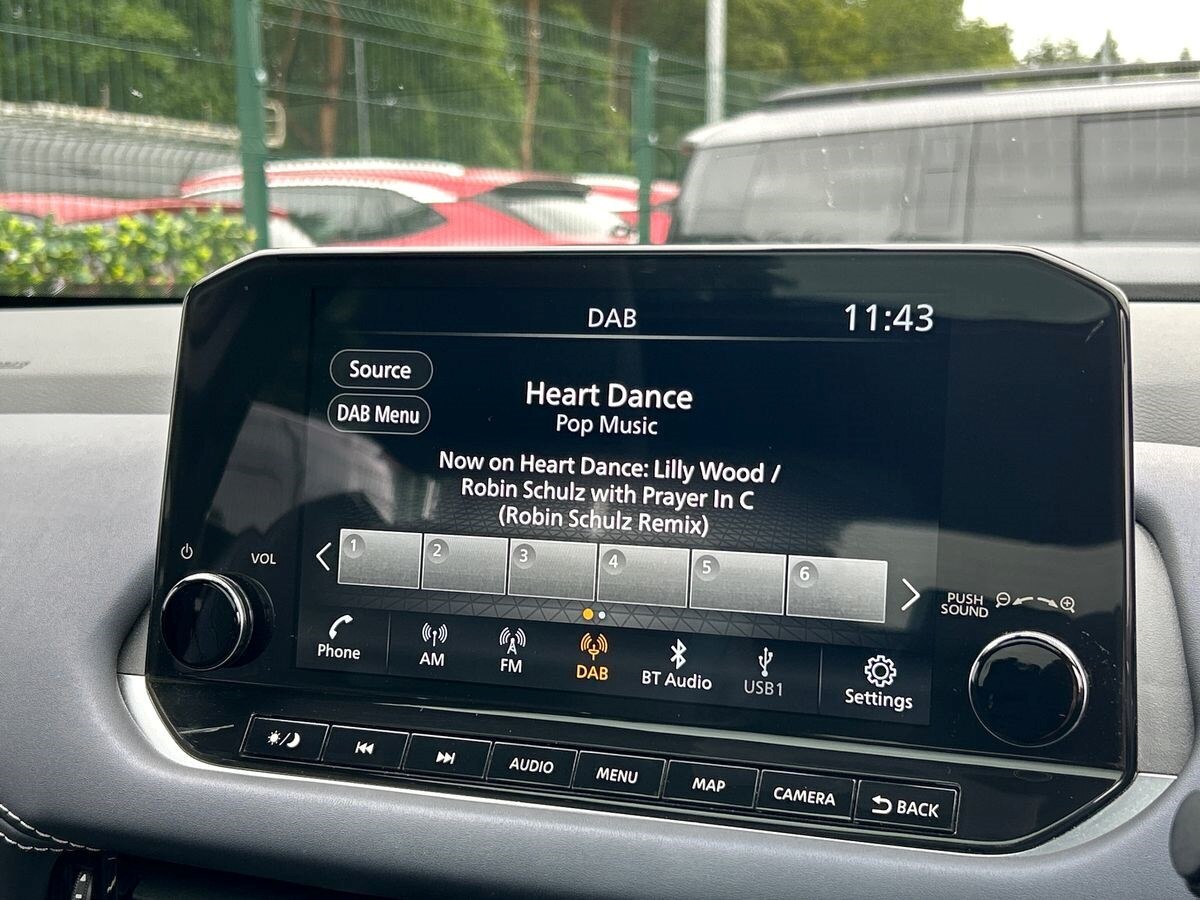 DAB
11:43
Source
DAB Menu
Heart Dance
Pop Music
Now on Heart Dance: Lilly Wood /
Robin Schulz with Prayer In C
(Robin Schulz Remix)
1 2 3 4 5 6
VOL
PUSH
SOUND
Phone
AM
FM
DAB
BT Audio
USB1
Settings
AUDIO
MENU
MAP
CAMERA
BACK